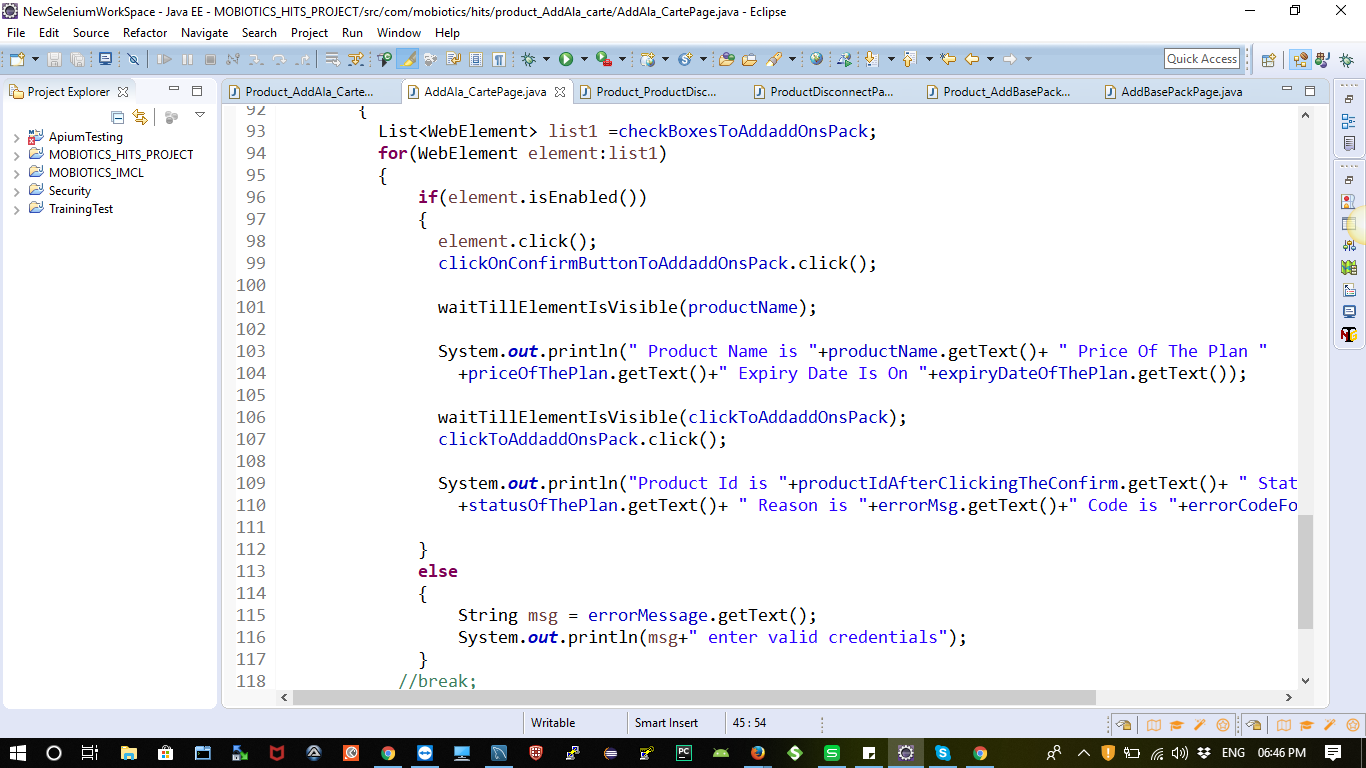 NewSeleniumWorkSpace - Java EE - MOBIOTICS_HITS_PROJECT/src/com/mobiotics/hits/product_AddAla_carte/AddAla_CartePage.java - Eclipse
File Edit Source Refactor Navigate Search Project Run Window Help
Quick Access
Project Explorer
ApiumTesting
MOBIOTICS_HITS_PROJECT
MOBIOTICS_IMCL
Security
TrainingTest
Product_AddAla_Carte... AddAla_CartePage.java Product_ProductDisc... ProductDisconnectPa... Product_AddBasePack... AddBasePackPage.java
92 {
93 List<WebElement> list1 =checkBoxesToAddaddOnsPack;
94 for(WebElement element:list1)
95 {
96 if(element.isEnabled())
97 {
98 element.click();
99 clickOnConfirmButtonToAddaddOnsPack.click();
100
101 waitTillElementIsVisible(productName);
102
103 System.out.println(" Product Name is "+productName.getText()+ " Price Of The Plan "
104 +priceOfThePlan.getText()+" Expiry Date Is On "+expiryDateOfThePlan.getText());
105
106 waitTillElementIsVisible(clickToAddaddOnsPack);
107 clickToAddaddOnsPack.click();
108
109 System.out.println("Product Id is "+productIdAfterClickingTheConfirm.getText()+ " Stat
110 +statusOfThePlan.getText()+ " Reason is "+errorMsg.getText()+" Code is "+errorCodeFo
111
112 }
113 else
114 {
115 String msg = errorMessage.getText();
116 System.out.println(msg+" enter valid credentials");
117 }
118 //break;
Writable Smart Insert 45 : 54
ENG 06:46 PM